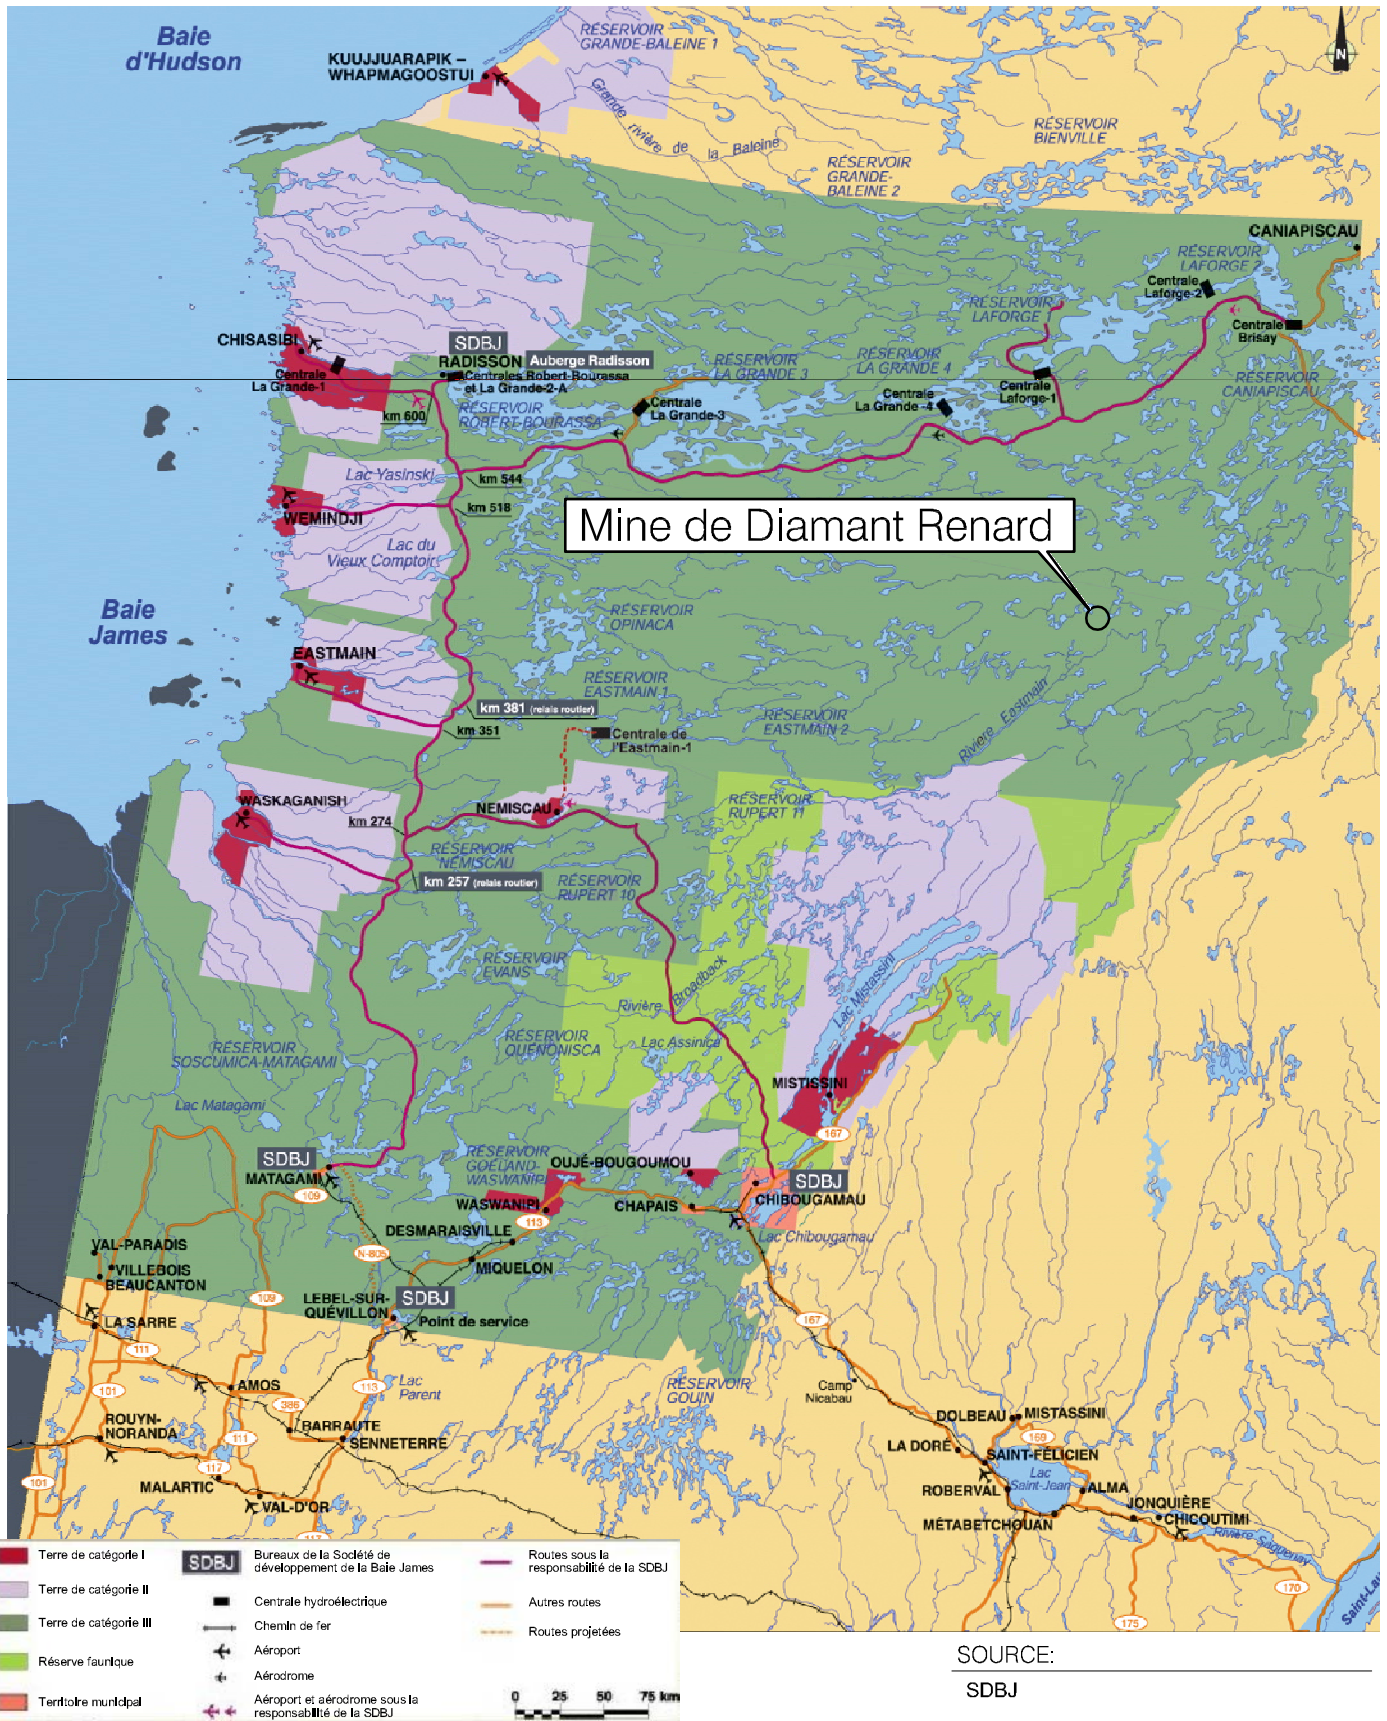 Baie
d'Hudson
KUUJJUARAPIK –
WHAPMAGOOSTUI
RÉSERVOIR
GRANDE-BALEINE 1
Grande rivière de la Baleine
RÉSERVOIR
BIENVILLE
RÉSERVOIR
GRANDE-
BALEINE 2
N
CANIAPISCAU
RÉSERVOIR
LAFORGE 2
Centrale
Laforge-2
RÉSERVOIR
LAFORGE 1
Centrale
Brisay
RÉSERVOIR
CANIAPISCAU
CHISASIBI
Centrale
La Grande-1
SDBJ
RADISSON
Auberge Radisson
Centrales Robert-Bourassa
et La Grande-2-A
RÉSERVOIR
LA GRANDE 3
RÉSERVOIR
LA GRANDE 4
Centrale
La Grande-3
Centrale
La Grande -4
Centrale
Laforge-1
km 600
RÉSERVOIR
ROBERT-BOURASSA
Lac Yasinski
km 544
km 518
WEMINDJI
Lac du
Vieux Comptoir
Mine de Diamant Renard
Baie
James
RÉSERVOIR
OPINACA
EASTMAIN
RÉSERVOIR
EASTMAIN 1
km 381 (relais routier)
km 351
RÉSERVOIR
EASTMAIN 2
Rivière Eastmain
Centrale de
l'Eastmain-1
WASKAGANISH
NEMISCAU
RÉSERVOIR
RUPERT 11
km 274
RÉSERVOIR
NÉMISCAU
km 257 (relais routier)
RÉSERVOIR
RUPERT 10
RÉSERVOIR
EVANS
Rivière Broadback
Lac Mistassini
RÉSERVOIR
SOSCUMICA-MATAGAMI
RÉSERVOIR
QUÉNONISCA
Lac Assinica
MISTISSINI
Lac Matagami
167
SDBJ
MATAGAMI
109
RÉSERVOIR
GOÉLAND-
WASWANIPI
OUJÉ-BOUGOUMOU
SDBJ
CHIBOUGAMAU
WASWANIPI
113
CHAPAIS
Lac Chibougamau
DESMARAISVILLE
N-805
MIQUELON
VAL-PARADIS
VILLEBOIS
BEAUCANTON
109
LEBEL-SUR-
QUÉVILLON
SDBJ
Point de service
LA SARRE
111
167
101
AMOS
113
Lac
Parent
RÉSERVOIR
GOUIN
Camp
Nicabau
386
ROUYN-
NORANDA
111
BARRAUTE
SENNETERRE
DOLBEAU
MISTASSINI
169
LA DORÉ
SAINT-FÉLICIEN
117
101
MALARTIC
VAL-D'OR
Lac
Saint-Jean
ROBERVAL
ALMA
JONQUIÈRE
CHICOUTIMI
MÉTABETCHOUAN
Rivière Saguenay
117
170
175
Terre de catégorie I
Terre de catégorie II
Terre de catégorie III
Réserve faunique
Territoire municipal
SDBJ
Bureaux de la Société de
développement de la Baie James
Centrale hydroélectrique
Chemin de fer
Aéroport
Aérodrome
Aéroport et aérodrome sous la
responsabilité de la SDBJ
Routes sous la
responsabilité de la SDBJ
Autres routes
Routes projetées
0 25 50 75 km
SOURCE:
SDBJ